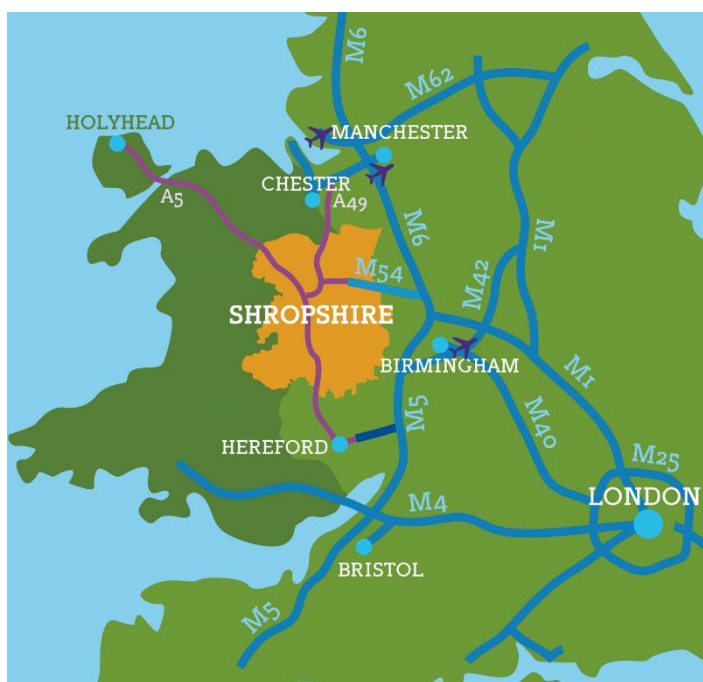 M6
M62
HOLYHEAD
MANCHESTER
CHESTER
A5
A49
M6
M1
M54
M42
SHROPSHIRE
BIRMINGHAM
M1
M5
M40
HEREFORD
M25
LONDON
M4
BRISTOL
M5